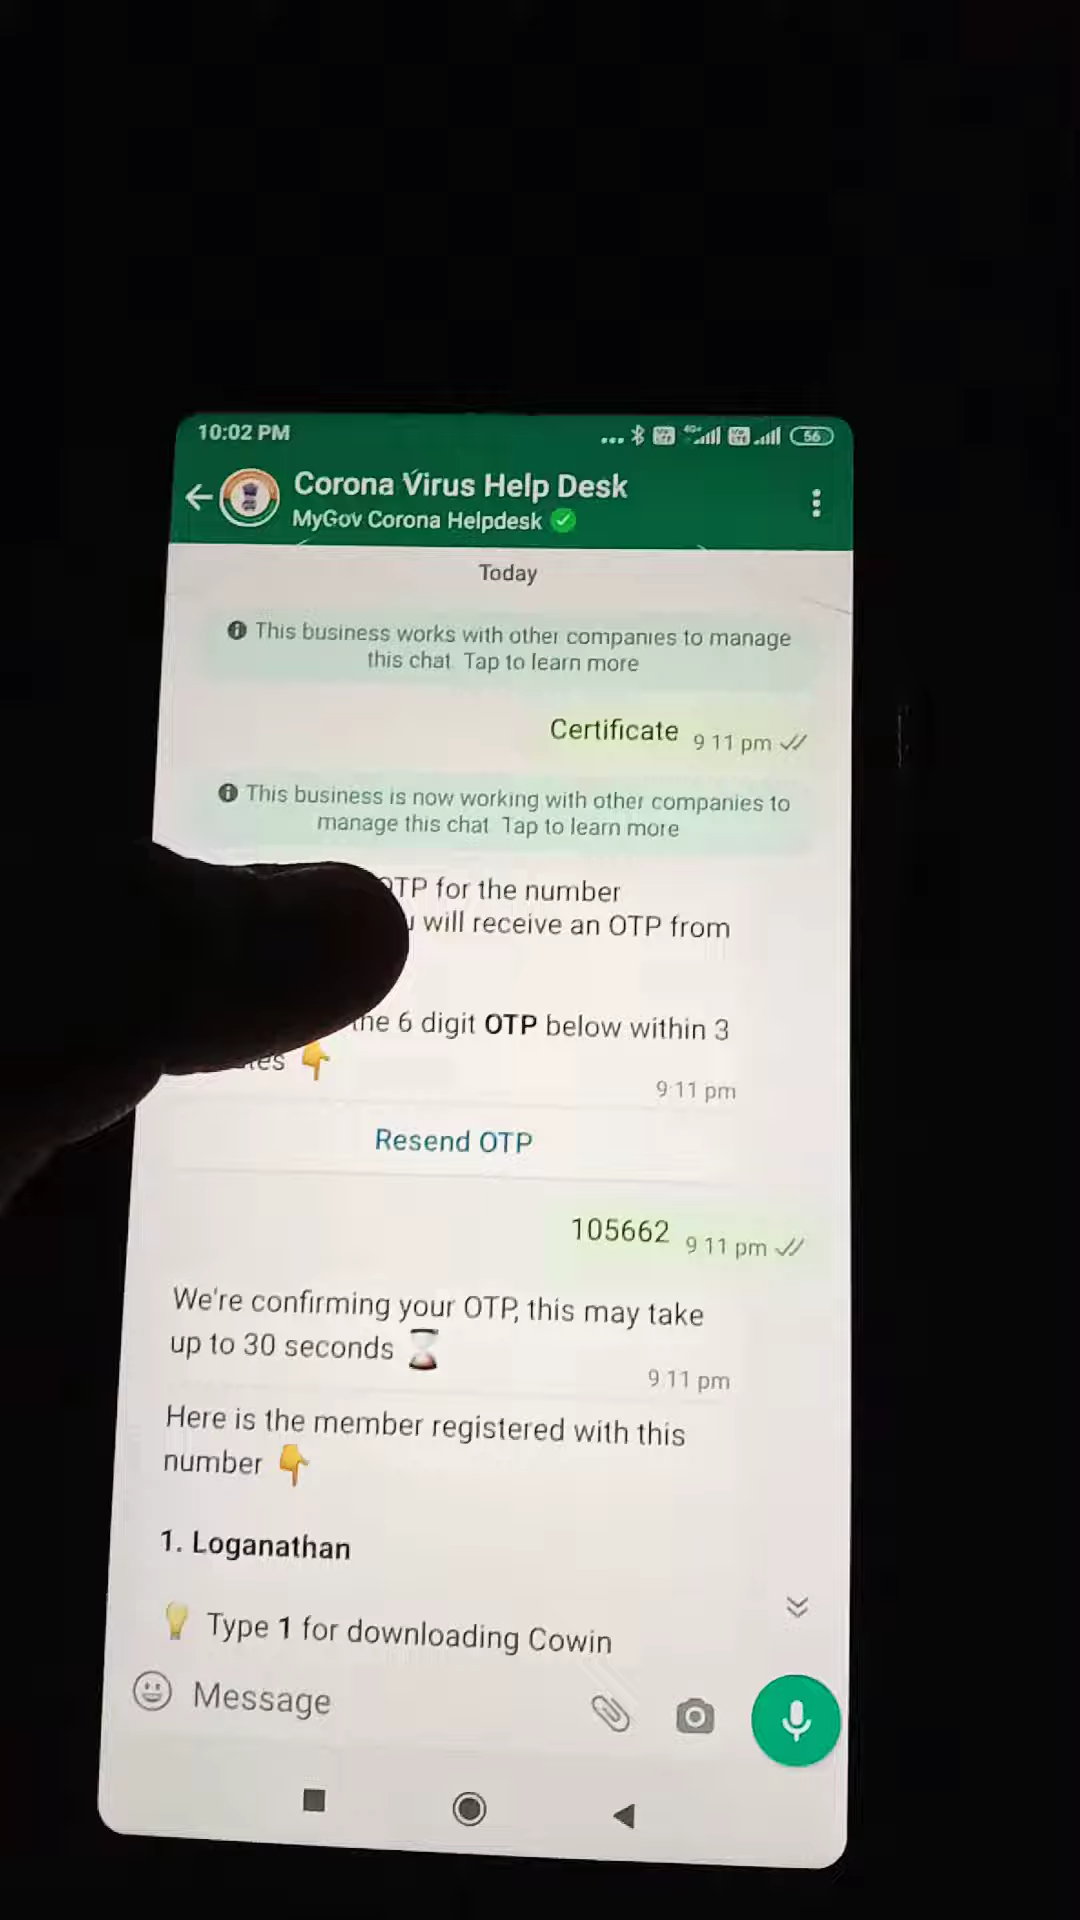 10:02 PM
56
Corona Virus Help Desk
MyGov Corona Helpdesk
Today
This business works with other companies to manage
this chat. Tap to learn more
Certificate 9:11 pm
This business is now working with other companies to
manage this chat. Tap to learn more
OTP for the number
will receive an OTP from
the 6 digit OTP below within 3
9:11 pm
Resend OTP
105662 9:11 pm
We're confirming your OTP, this may take
up to 30 seconds
9:11 pm
Here is the member registered with this
number
1. Loganathan
Type 1 for downloading Cowin
Message